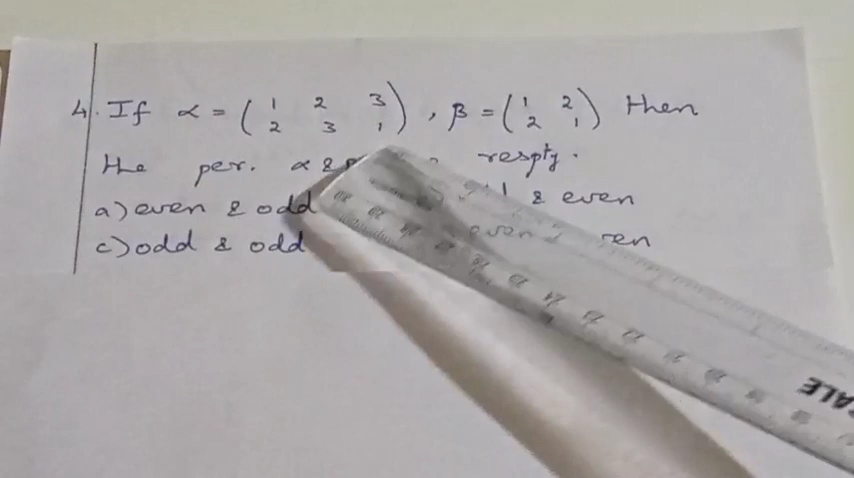 4. If α = ( 1 2 3 ) , β = ( 1 2 ) then
2 3 1 2 1
the per. α & respty.
a) even & odd & even
c) odd & odd even